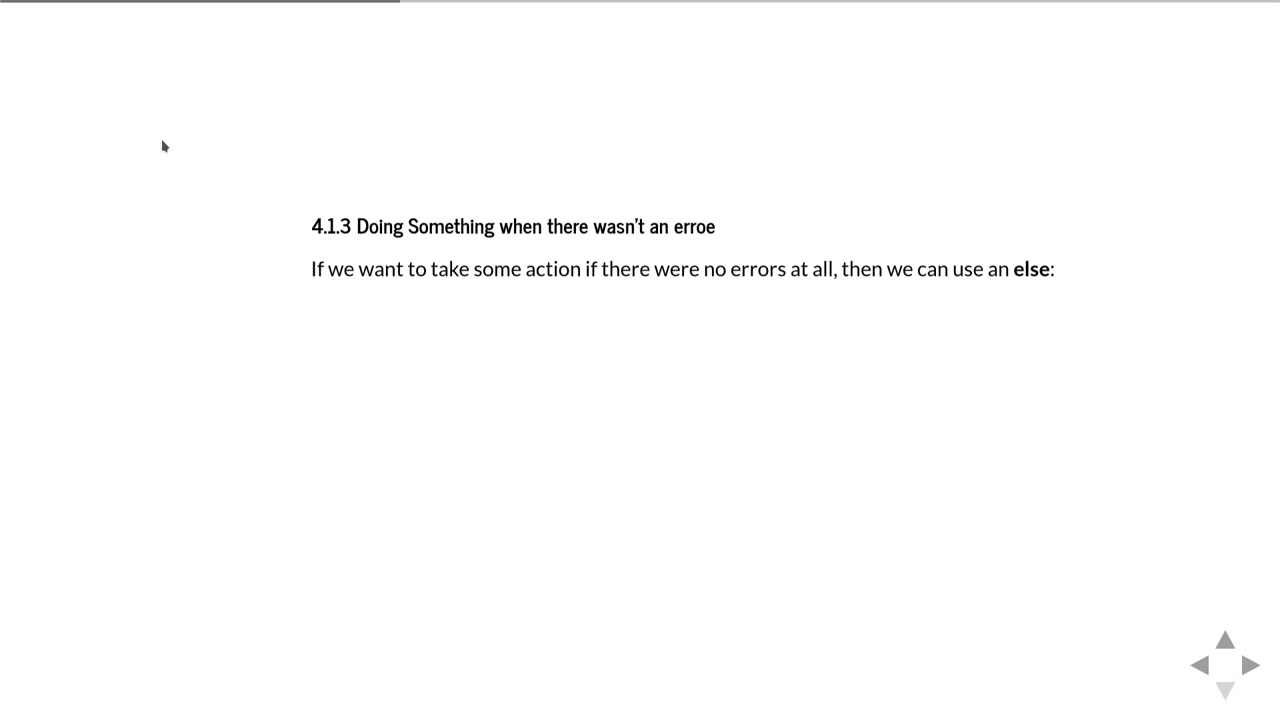 4.1.3 Doing Something when there wasn't an erroe
If we want to take some action if there were no errors at all, then we can use an else: